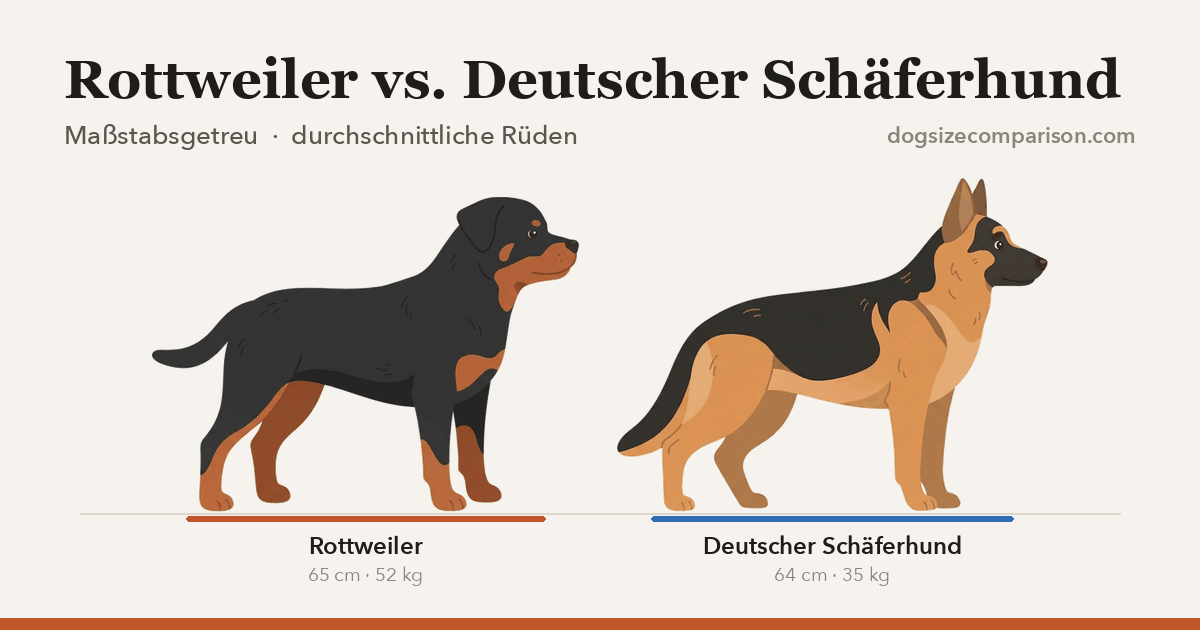 Rottweiler vs. Deutscher Schäferhund
Maßstabsgetreu · durchschnittliche Rüden
dogsizecomparison.com
Rottweiler
65 cm · 52 kg
Deutscher Schäferhund
64 cm · 35 kg